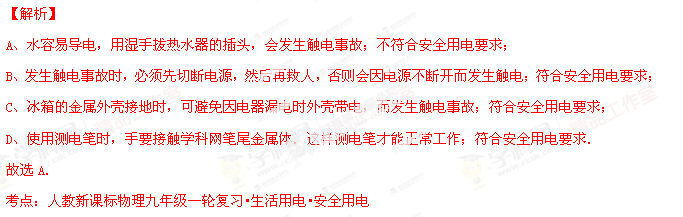 【解析】
A、水容易导电，用湿手拔热水器的插头，会发生触电事故；不符合安全用电要求；
B、发生触电事故时，必须先切断电源，然后再救人，否则会因电源不断开而发生触电；符合安全用电要求；
C、冰箱的金属外壳接地时，可避免因电器漏电时外壳带电，而发生触电事故；符合安全用电要求；
D、使用测电笔时，手要接触学科网笔尾金属体．这样测电笔才能正常工作；符合安全用电要求．
故选 A.
考点：人教新课标物理九年级一轮复习•生活用电•安全用电